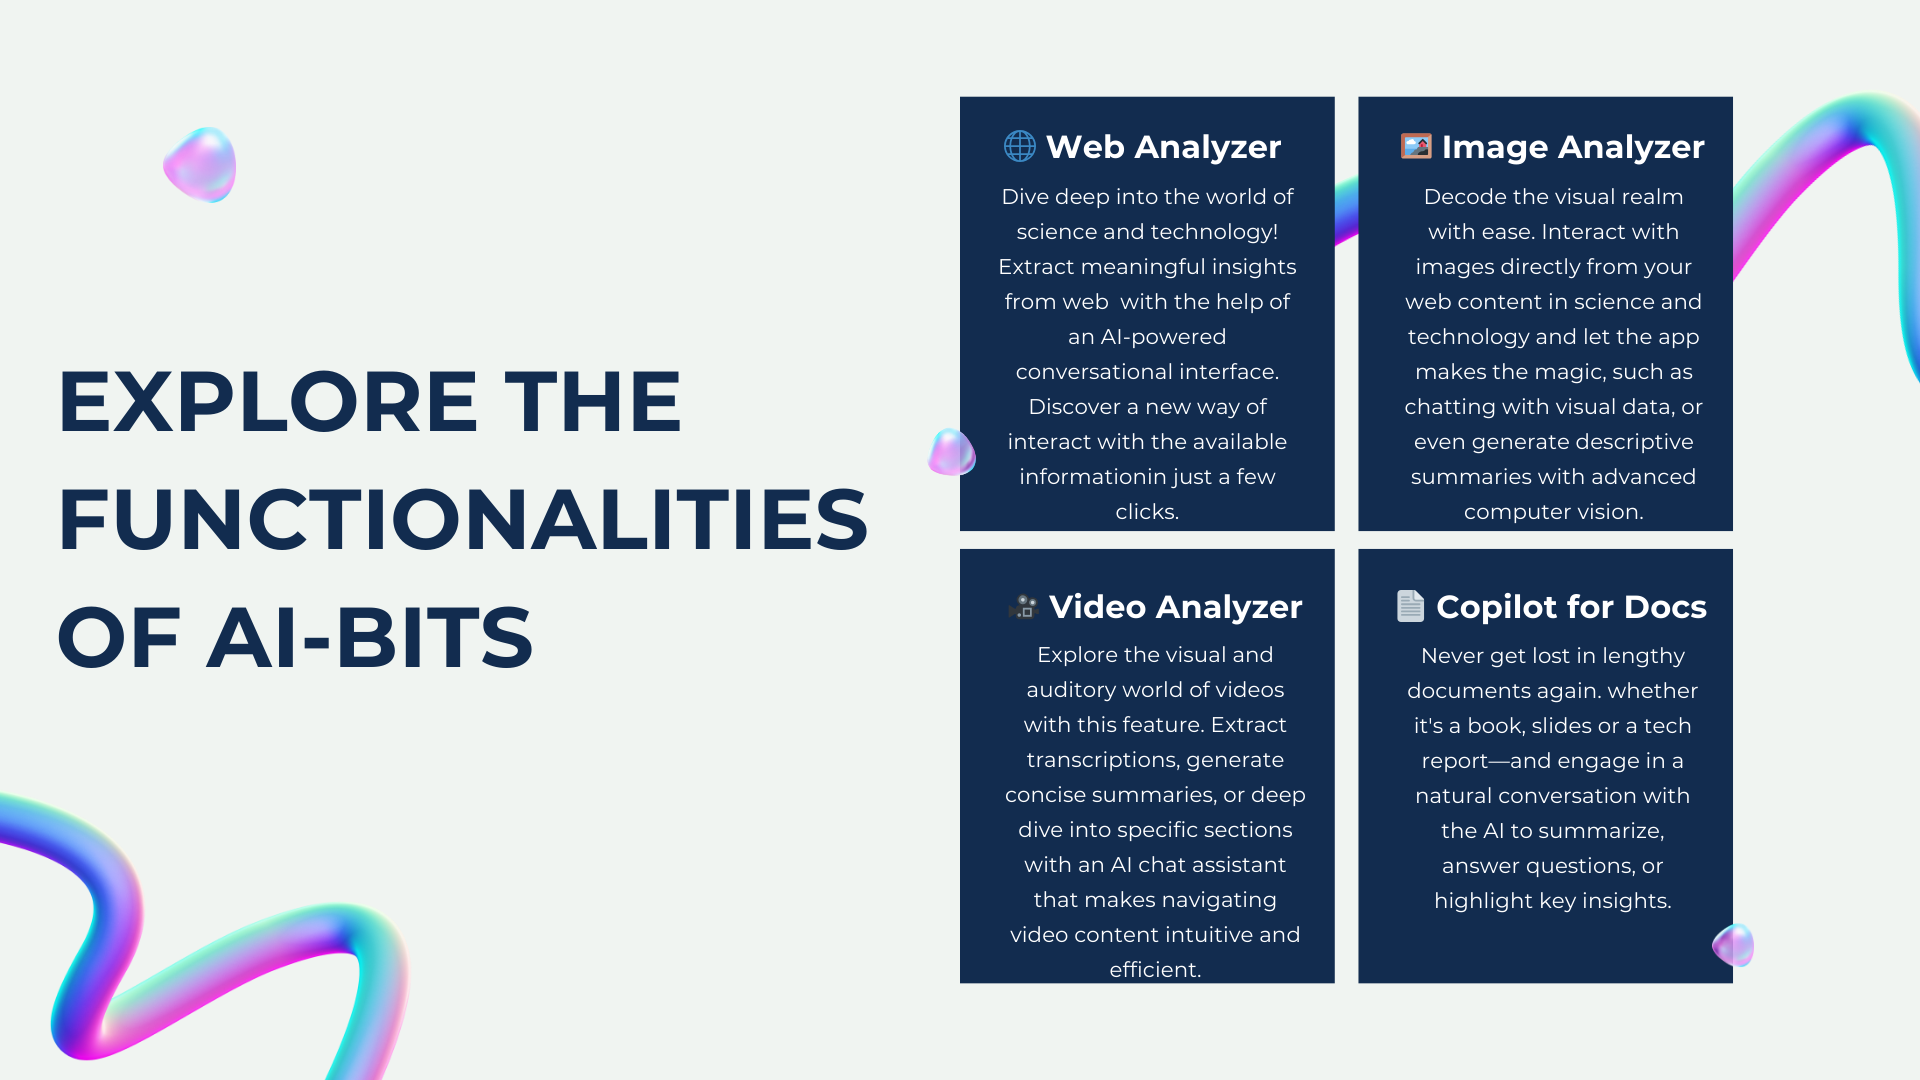 EXPLORE THE
FUNCTIONALITIES
OF AI-BITS
Web Analyzer
Dive deep into the world of
science and technology!
Extract meaningful insights
from web  with the help of
an AI-powered
conversational interface.
Discover a new way of
interact with the available
informationin just a few
clicks.
Image Analyzer
Decode the visual realm
with ease. Interact with
images directly from your
web content in science and
technology and let the app
makes the magic, such as
chatting with visual data, or
even generate descriptive
summaries with advanced
computer vision.
Video Analyzer
Explore the visual and
auditory world of videos
with this feature. Extract
transcriptions, generate
concise summaries, or deep
dive into specific sections
with an AI chat assistant
that makes navigating
video content intuitive and
efficient.
Copilot for Docs
Never get lost in lengthy
documents again. whether
it's a book, slides or a tech
report—and engage in a
natural conversation with
the AI to summarize,
answer questions, or
highlight key insights.